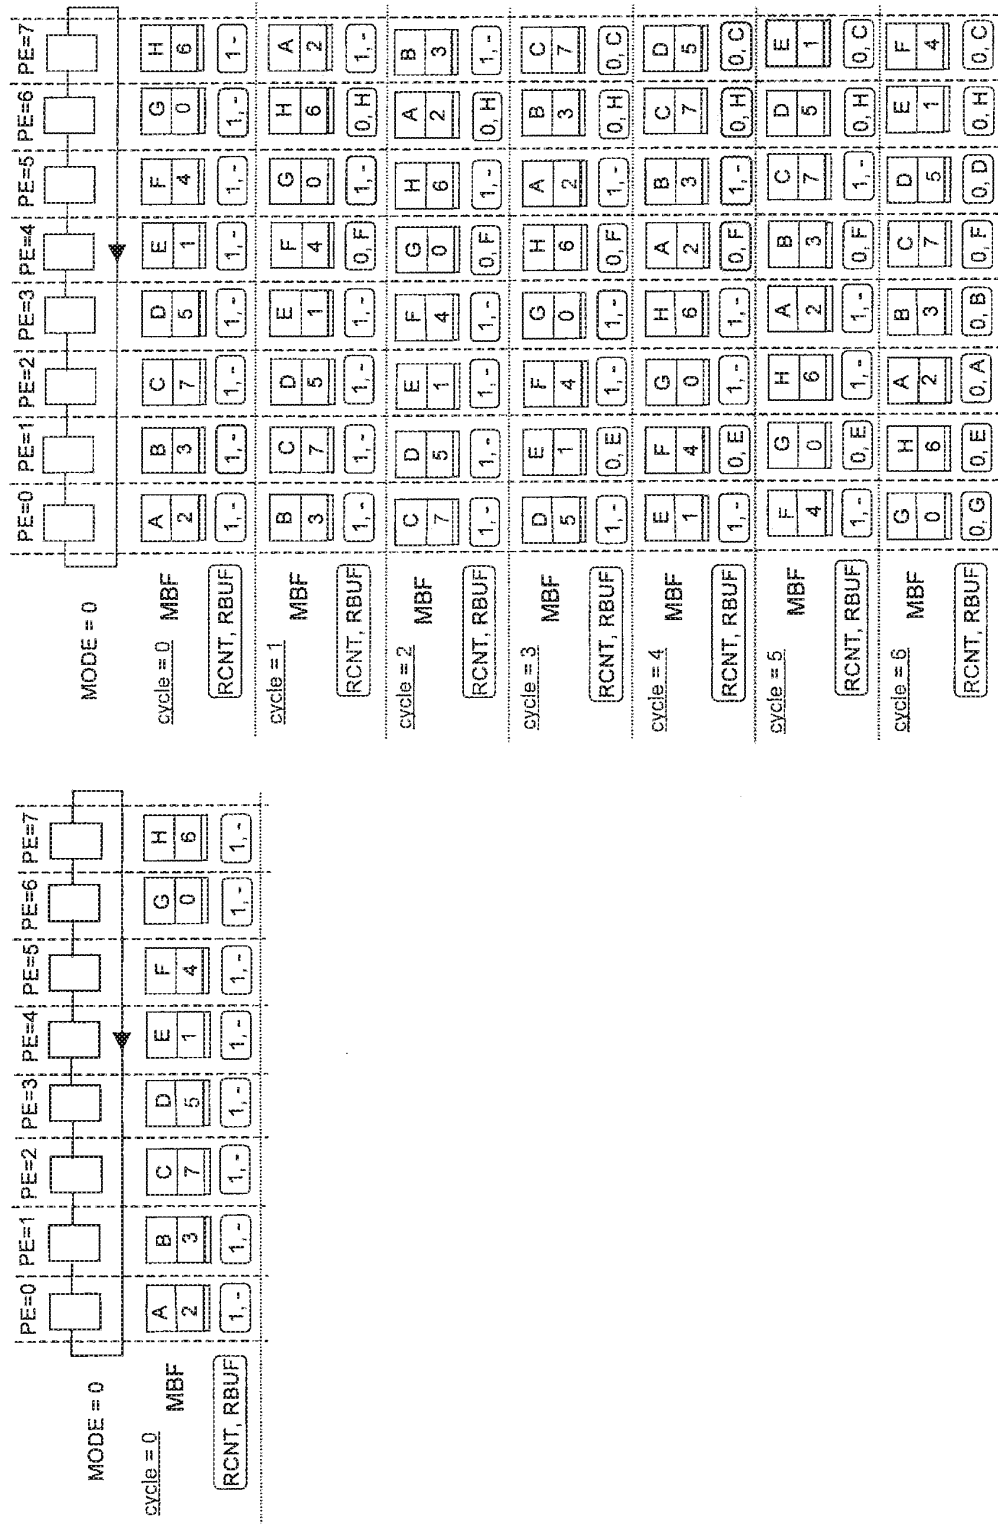 PE=0 PE=1 PE=2 PE=3 PE=4 PE=5 PE=6 PE=7
MODE = 0
cycle = 0
A B C D E F G H
MBF
2 3 7 5 1 4 0 6
RCNT, RBUF 1, - 1, - 1, - 1, - 1, - 1, - 1, - 1, -
PE=0 PE=1 PE=2 PE=3 PE=4 PE=5 PE=6 PE=7
MODE = 0
cycle = 0
A B C D E F G H
MBF
2 3 7 5 1 4 0 6
RCNT, RBUF 1, - 1, - 1, - 1, - 1, - 1, - 1, - 1 -
cycle = 1
B C D E F G H A
MBF
3 7 5 1 4 0 6 2
RCNT, RBUF 1, - 1, - 1, - 1, - 0, F 1, - 0, H 1, -
cycle = 2
C D E F G H A B
MBF
7 5 1 4 0 6 2 3
RCNT, RBUF 1, - 1, - 1, - 1, - 0, F 1, - 0, H 1, -
cycle = 3
D E F G H A B C
MBF
5 1 4 0 6 2 3 7
RCNT, RBUF 1, - 0, E 1, - 1, - 0, F 1, - 0, H 0, C
cycle = 4
E F G H A B C D
MBF
1 4 0 6 2 3 7 5
RCNT, RBUF 1, - 0, E 1, - 1, - 0, F 1, - 0, H 0, C
cycle = 5
F G H A B C D E
MBF
4 0 6 2 3 7 5 1
RCNT, RBUF 1, - 0, E 1, - 1, - 0, F 1, - 0, H 0, C
cycle = 6
G H A B C D E F
MBF
0 6 2 3 7 5 1 4
RCNT, RBUF 0, G 0, E 0, A 0, B 0, F 0, D 0, H 0, C